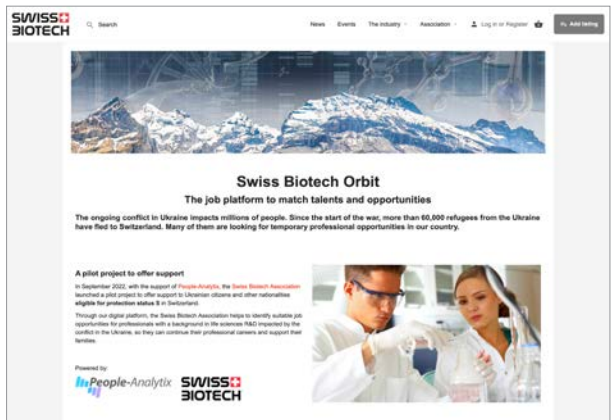 SWISS
BIOTECH
Search
News Events The Industry Association Log in or Register Add listing
Swiss Biotech Orbit
The job platform to match talents and opportunities
The ongoing conflict in Ukraine impacts millions of people. Since the start of the war, more than 60,000 refugees from the Ukraine
have fled to Switzerland. Many of them are looking for temporary professional opportunities in our country.
A pilot project to offer support
In September 2022, with the support of People-Analytix, the Swiss Biotech Association
launched a pilot project to offer support to Ukrainian citizens and other nationalities
eligible for protection status S in Switzerland.
Through our digital platform, the Swiss Biotech Association helps to identify suitable job
opportunities for professionals with a background in life sciences R&D impacted by the
conflict in the Ukraine, so they can continue their professional careers and support their
families.
Powered by:
People-Analytix
SWISS
BIOTECH